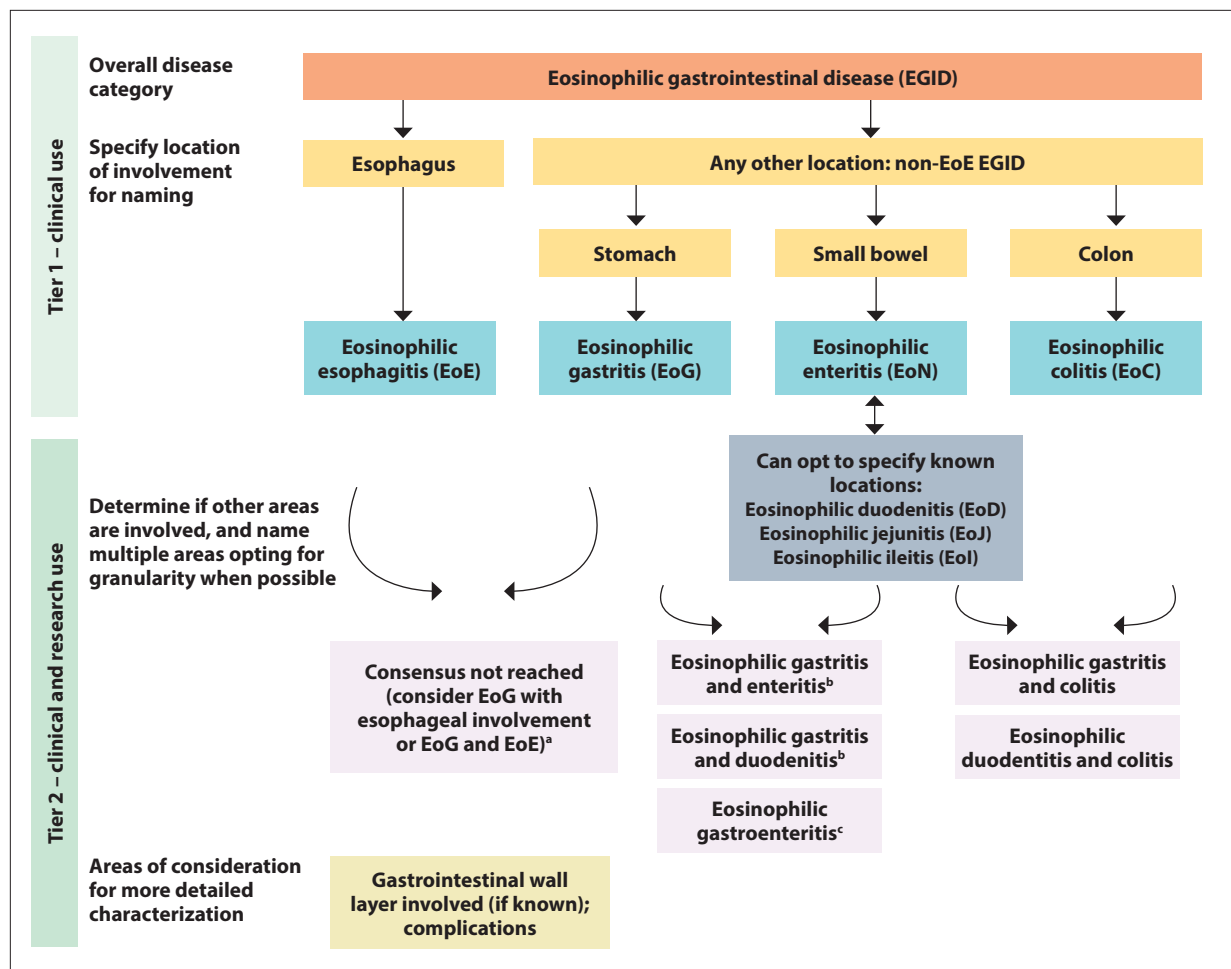 Tier 1 – clinical use
Overall disease
category
Eosinophilic gastrointestinal disease (EGID)
Specify location
of involvement
for naming
Esophagus
Any other location: non-EoE EGID
Stomach
Small bowel
Colon
Eosinophilic
esophagitis (EoE)
Eosinophilic
gastritis (EoG)
Eosinophilic
enteritis (EoN)
Eosinophilic
colitis (EoC)
Tier 2 – clinical and research use
Can opt to specify known
locations:
Eosinophilic duodenitis (EoD)
Eosinophilic jejunitis (EoJ)
Eosinophilic ileitis (EoI)
Determine if other areas
are involved, and name
multiple areas opting for
granularity when possible
Consensus not reached
(consider EoG with
esophageal involvement
or EoG and EoE)ᵃ
Eosinophilic gastritis
and enteritisᵇ
Eosinophilic gastritis
and duodenitisᵇ
Eosinophilic
gastroenteritisᶜ
Eosinophilic gastritis
and colitis
Eosinophilic
duodentitis and colitis
Areas of consideration
for more detailed
characterization
Gastrointestinal wall
layer involved (if known);
complications